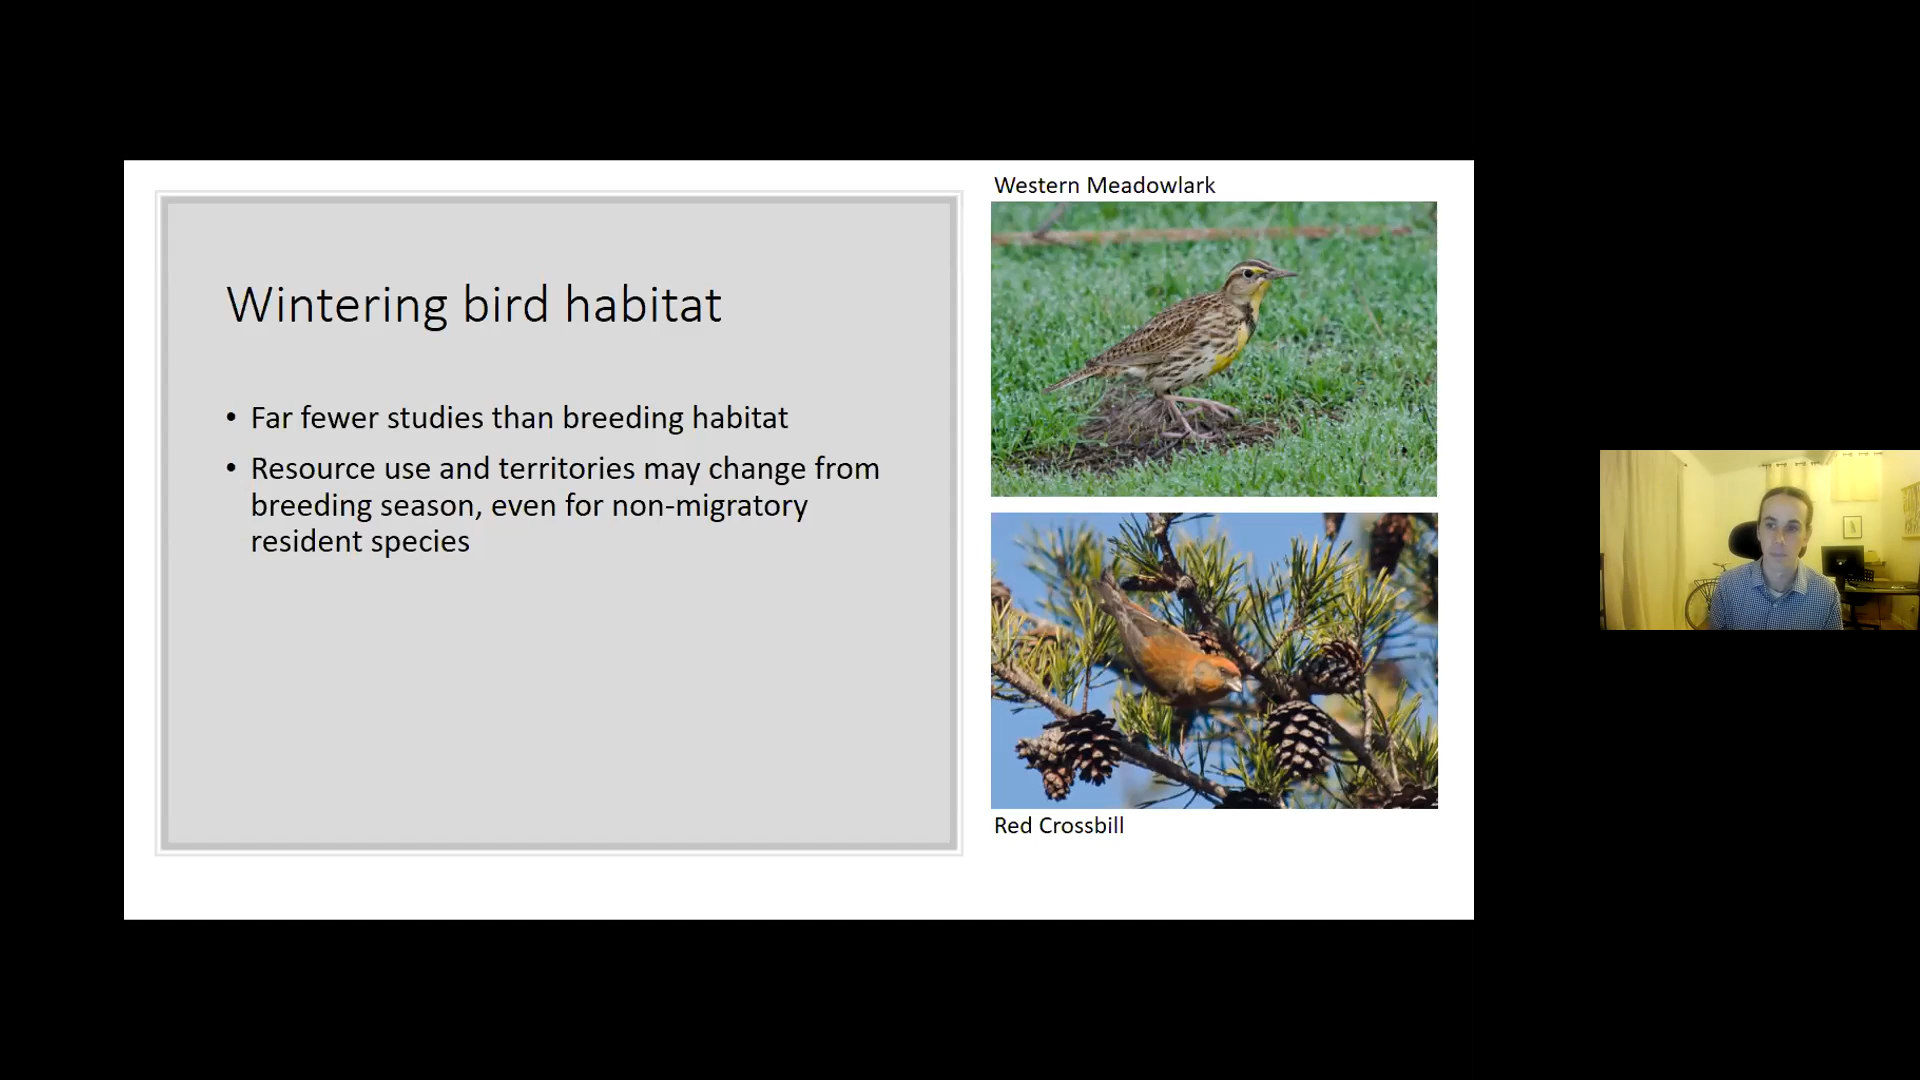 Wintering bird habitat
• Far fewer studies than breeding habitat
• Resource use and territories may change from
breeding season, even for non-migratory
resident species
Western Meadowlark
Red Crossbill